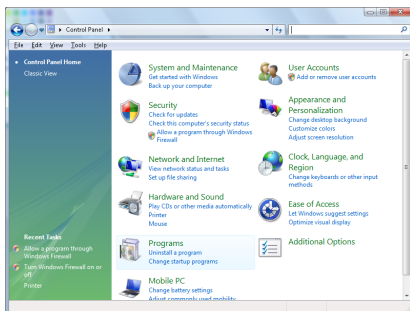 Control Panel
File Edit View Tools Help
Control Panel Home
Classic View
Recent Tasks
Allow a program through
Windows Firewall
Turn Windows Firewall on or
off
Printer
System and Maintenance
Get started with Windows
Back up your computer
Security
Check for updates
Check this computer's security status
Allow a program through Windows
Firewall
Network and Internet
View network status and tasks
Set up file sharing
Hardware and Sound
Play CDs or other media automatically
Printer
Mouse
Programs
Uninstall a program
Change startup programs
Mobile PC
Change battery settings
Adjust commonly used mobility
User Accounts
Add or remove user accounts
Appearance and
Personalization
Change desktop background
Customize colors
Adjust screen resolution
Clock, Language, and
Region
Change keyboards or other input
methods
Ease of Access
Let Windows suggest settings
Optimize visual display
Additional Options